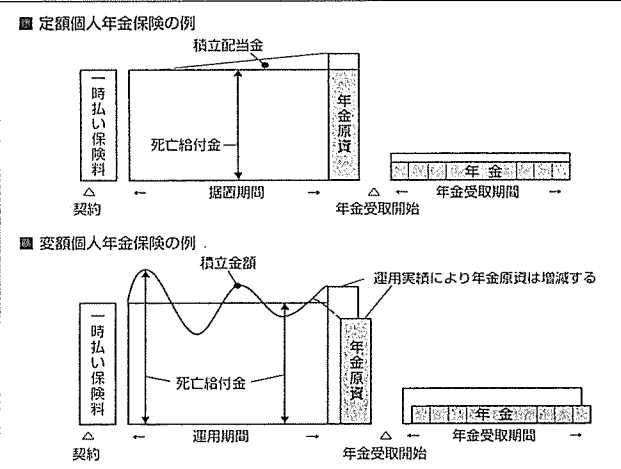 定額個人年金保険の例
積立配当金
一時払い保険料
死亡給付金
年金原資
年金
△
← 据置期間 →
△
← 年金受取期間 →
契約
年金受取開始
変額個人年金保険の例
積立金額
運用実績により年金原資は増減する
一時払い保険料
死亡給付金
年金原資
年金
△
← 運用期間 →
△
← 年金受取期間 →
契約
年金受取開始